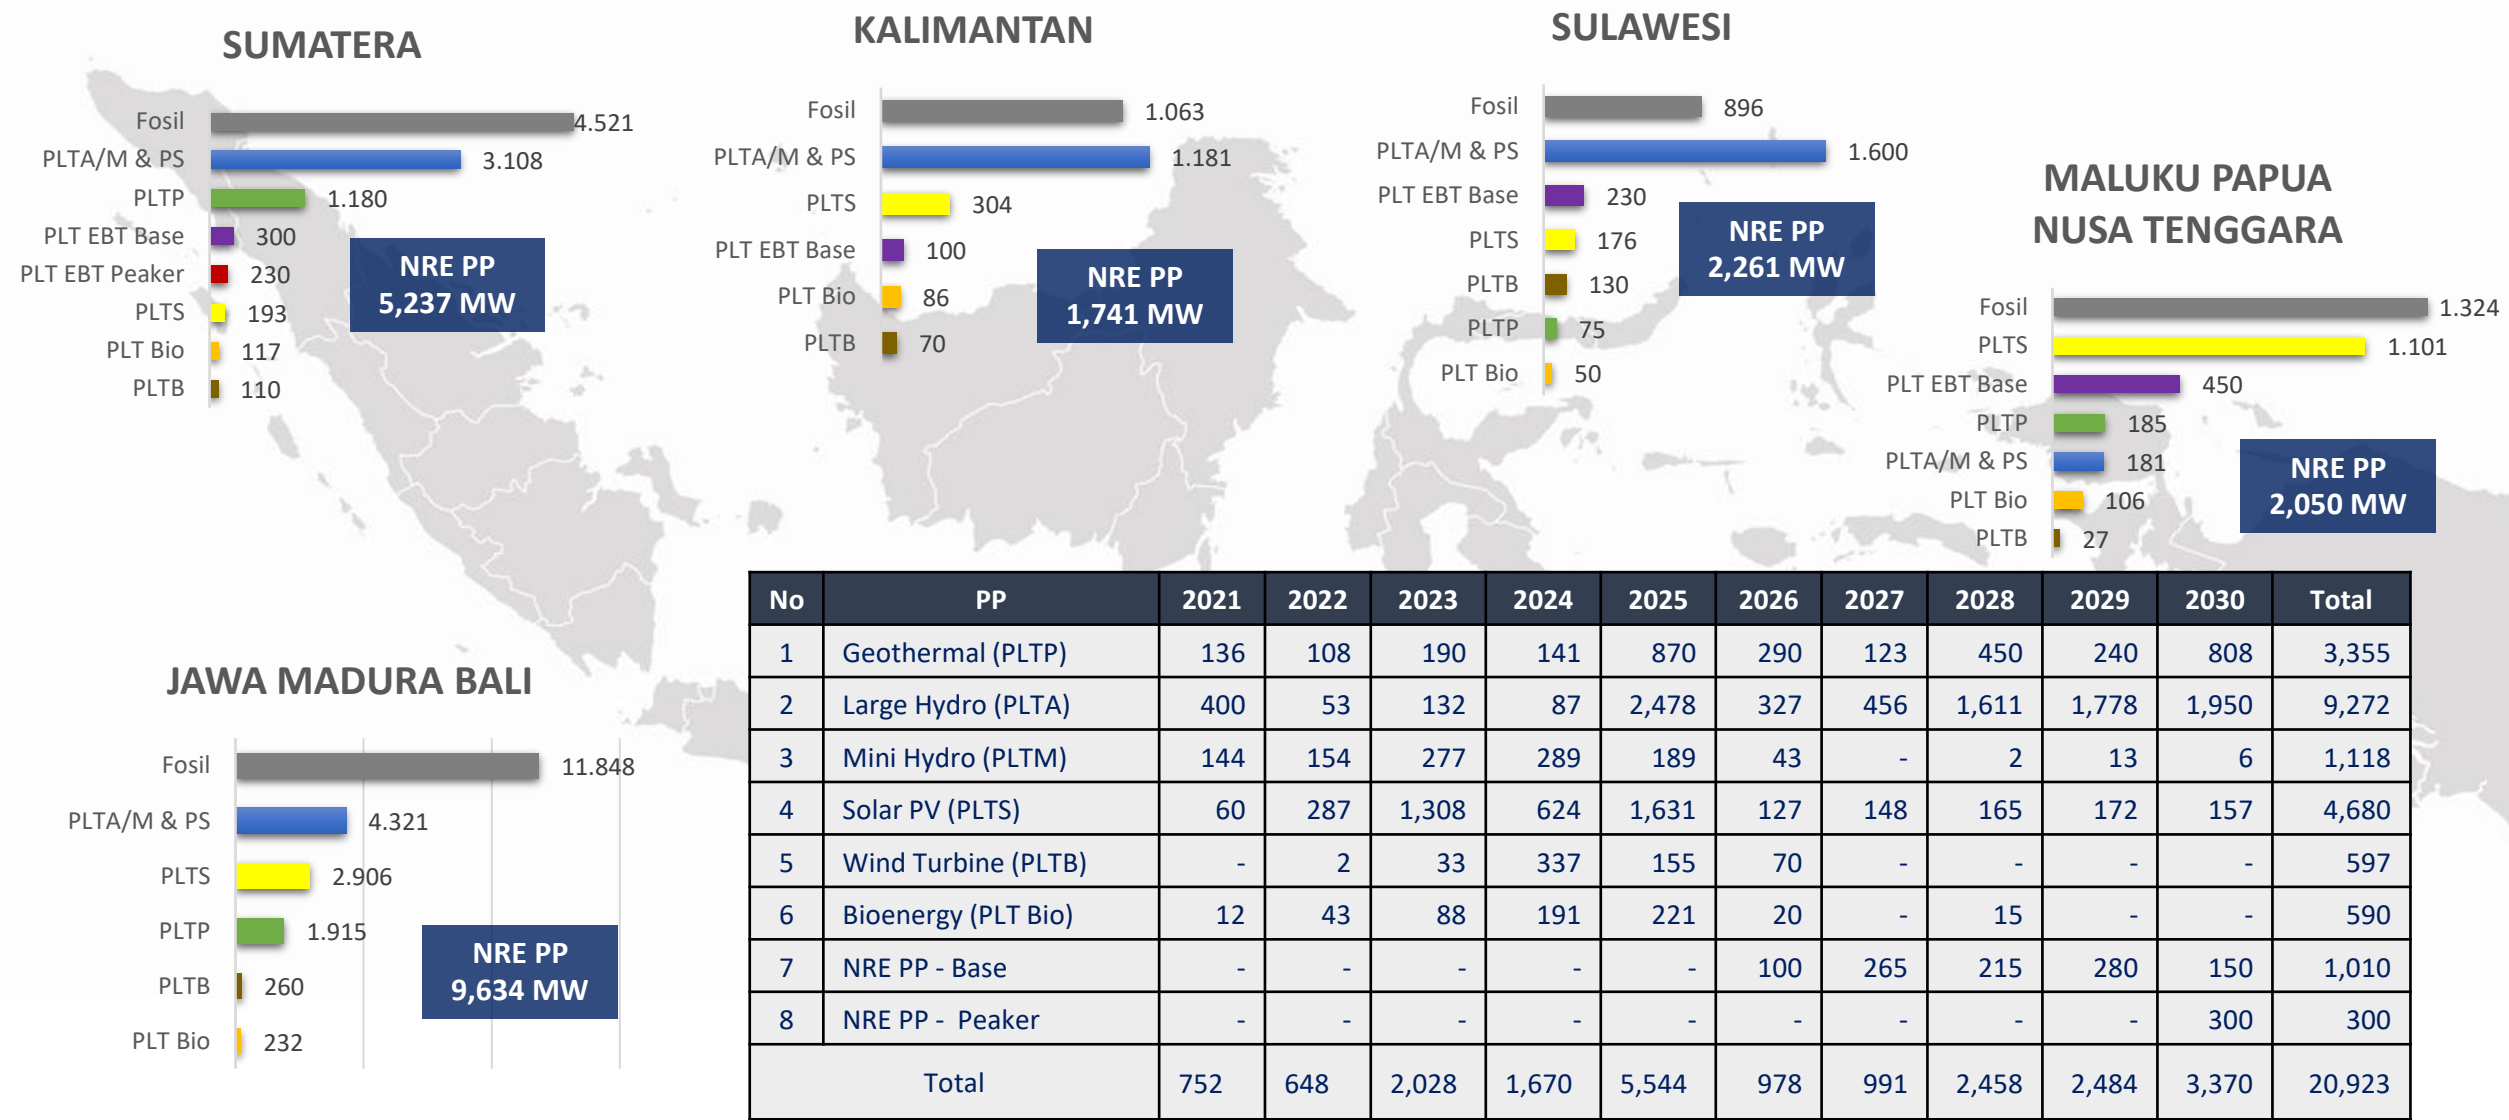 SUMATERA
Fosil 4.521
PLTA/M & PS 3.108
PLTP 1.180
PLT EBT Base 300
PLT EBT Peaker 230
PLTS 193
PLT Bio 117
PLTB 110
NRE PP
5,237 MW
KALIMANTAN
Fosil 1.063
PLTA/M & PS 1.181
PLTS 304
PLT EBT Base 100
PLT Bio 86
PLTB 70
NRE PP
1,741 MW
SULAWESI
Fosil 896
PLTA/M & PS 1.600
PLT EBT Base 230
PLTS 176
PLTB 130
PLTP 75
PLT Bio 50
NRE PP
2,261 MW
MALUKU PAPUA
NUSA TENGGARA
Fosil 1.324
PLTS 1.101
PLT EBT Base 450
PLTP 185
PLTA/M & PS 181
PLT Bio 106
PLTB 27
NRE PP
2,050 MW
JAWA MADURA BALI
Fosil 11.848
PLTA/M & PS 4.321
PLTS 2.906
PLTP 1.915
PLTB 260
PLT Bio 232
NRE PP
9,634 MW
No PP 2021 2022 2023 2024 2025 2026 2027 2028 2029 2030 Total
1 Geothermal (PLTP) 136 108 190 141 870 290 123 450 240 808 3,355
2 Large Hydro (PLTA) 400 53 132 87 2,478 327 456 1,611 1,778 1,950 9,272
3 Mini Hydro (PLTM) 144 154 277 289 189 43 - 2 13 6 1,118
4 Solar PV (PLTS) 60 287 1,308 624 1,631 127 148 165 172 157 4,680
5 Wind Turbine (PLTB) - 2 33 337 155 70 - - - - 597
6 Bioenergy (PLT Bio) 12 43 88 191 221 20 - 15 - - 590
7 NRE PP - Base - - - - - 100 265 215 280 150 1,010
8 NRE PP - Peaker - - - - - - - - - 300 300
Total 752 648 2,028 1,670 5,544 978 991 2,458 2,484 3,370 20,923